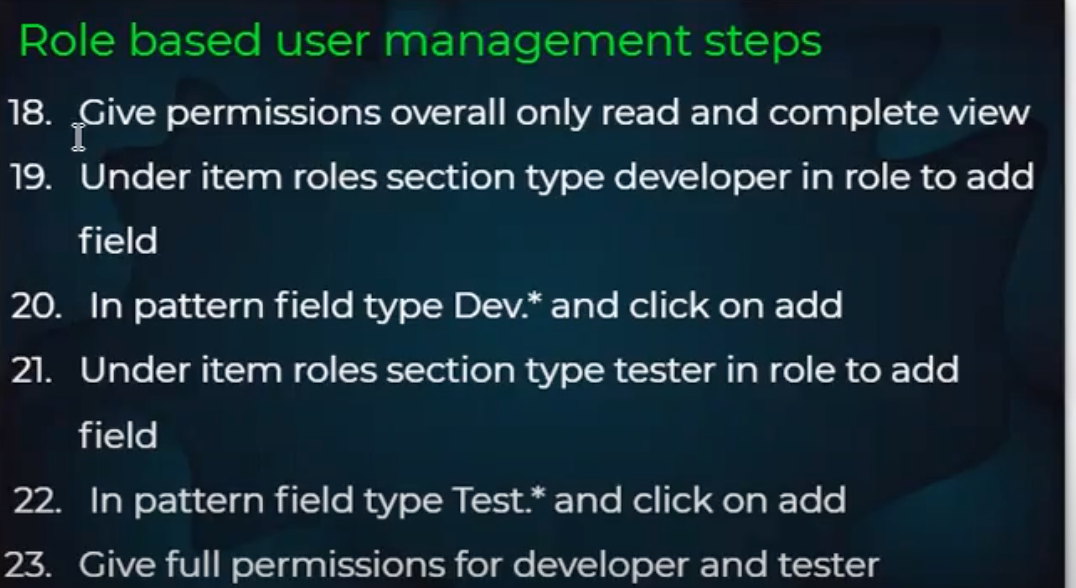 Role based user management steps
18. Give permissions overall only read and complete view
19. Under item roles section type developer in role to add
field
20. In pattern field type Dev.* and click on add
21. Under item roles section type tester in role to add
field
22. In pattern field type Test.* and click on add
23. Give full permissions for developer and tester